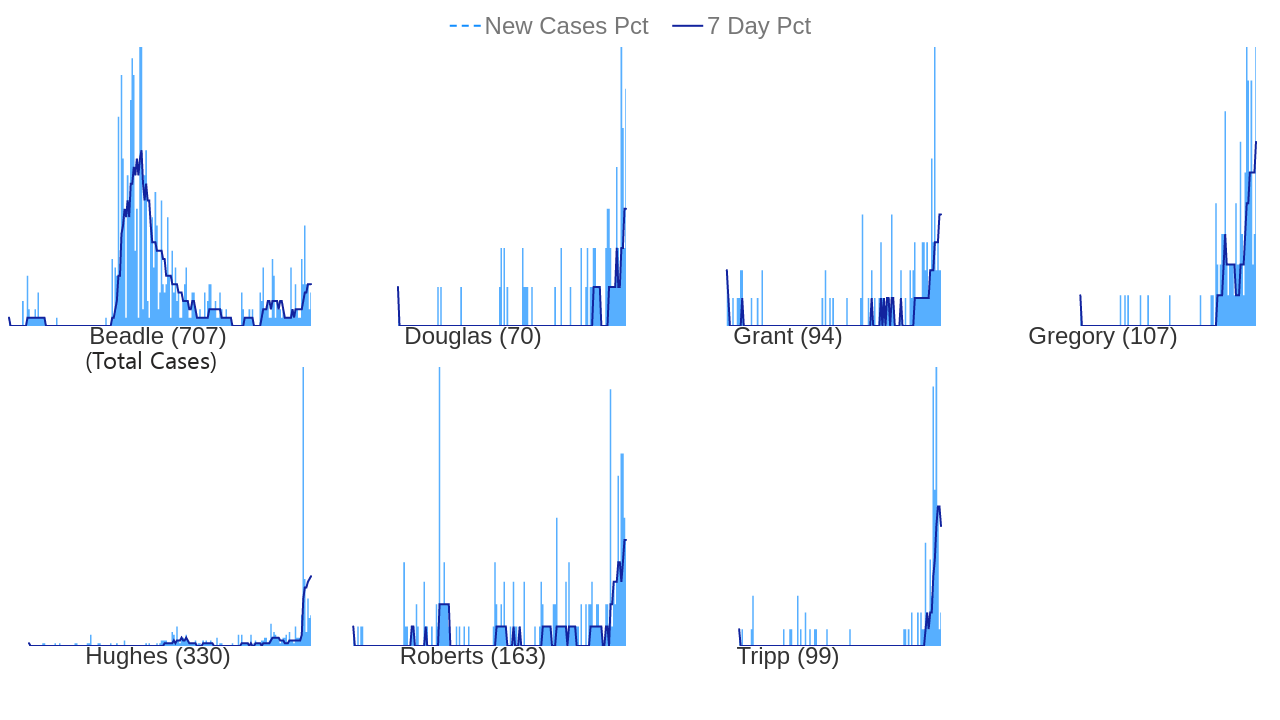 New Cases Pct 7 Day Pct
Beadle (707) Douglas (70) Grant (94) Gregory (107)
(Total Cases)
Hughes (330) Roberts (163) Tripp (99)